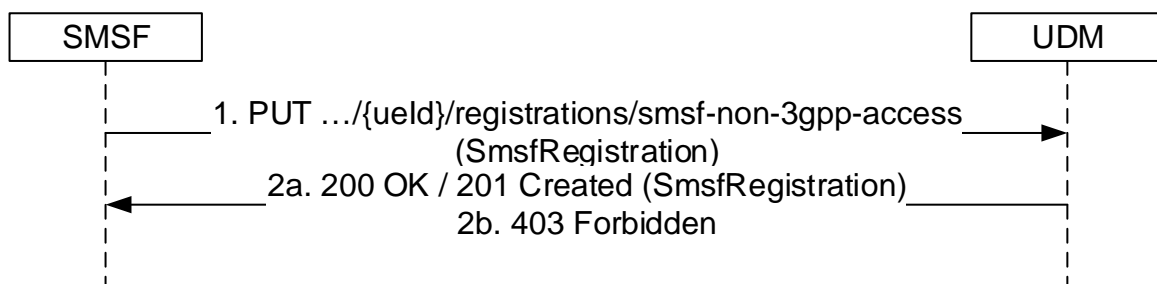 SMSF
UDM
1. PUT …/{ueId}/registrations/smsf-non-3gpp-access
(SmsfRegistration)
2a. 200 OK / 201 Created (SmsfRegistration)
2b. 403 Forbidden